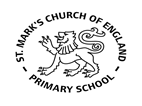 ST. MARK'S CHURCH OF ENGLAND
- PRIMARY SCHOOL -